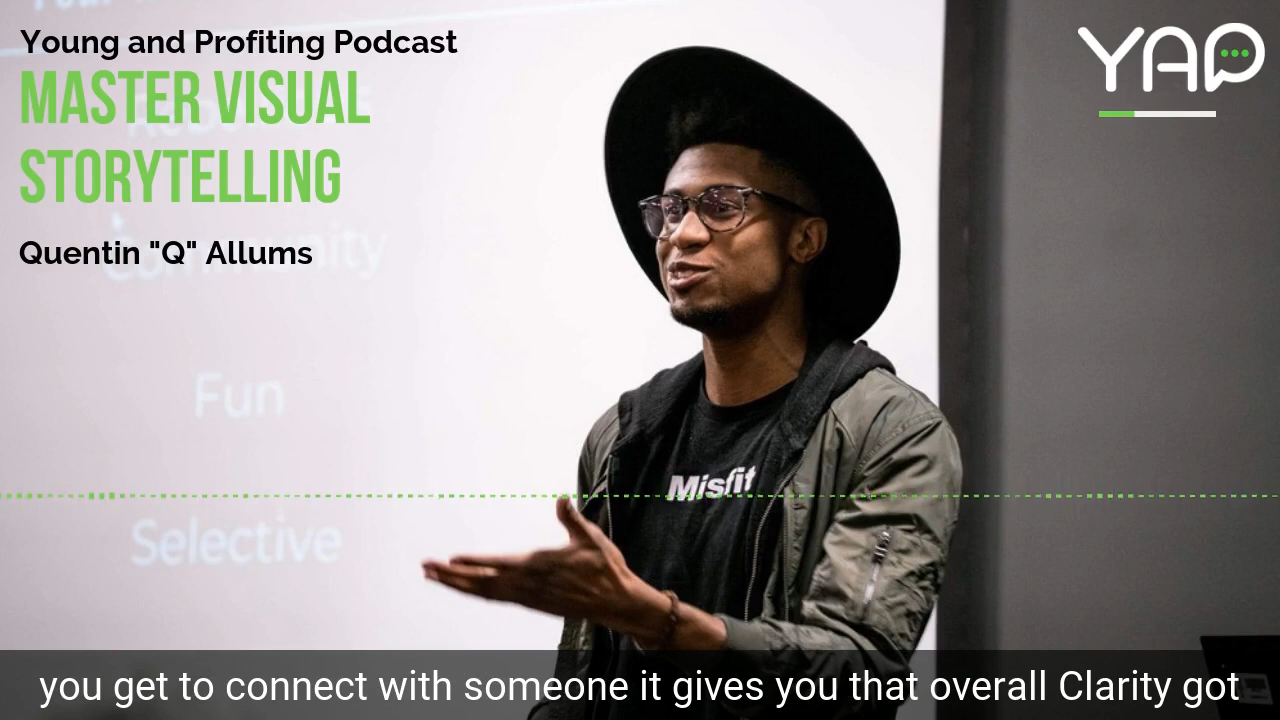 Young and Profiting Podcast
MASTER VISUAL
STORYTELLING
Quentin "Q" Allums
YAP
Fun
Misfit
Selective
you get to connect with someone it gives you that overall Clarity got